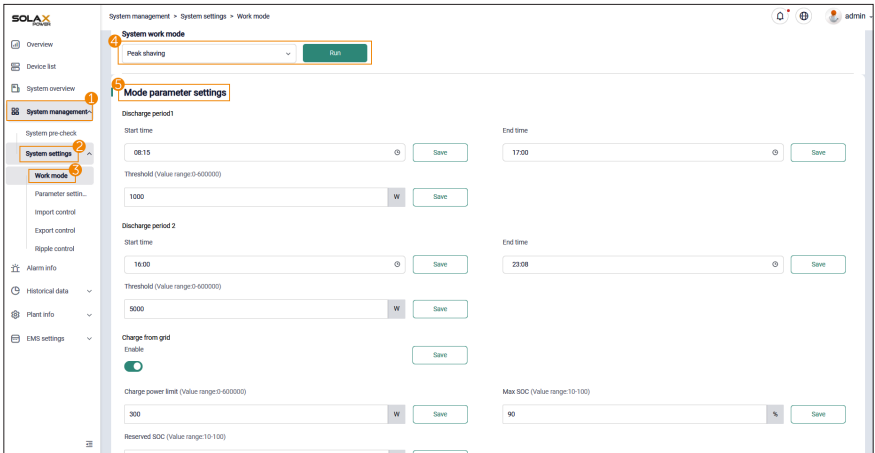 SOLAX
POWER
System management > System settings > Work mode
admin
Overview
Device list
System overview
1
System management
System pre-check
2
System settings
3
Work mode
Parameter settin...
Import control
Export control
Ripple control
Alarm info
Historical data
Plant info
EMS settings
4
System work mode
Peak shaving
Run
5
Mode parameter settings
Discharge period1
Start time
End time
08:15
Save
17:00
Save
Threshold (Value range:0-600000)
1000
W
Save
Discharge period 2
Start time
End time
16:00
Save
23:08
Save
Threshold (Value range:0-600000)
5000
W
Save
Charge from grid
Enable
Save
Charge power limit (Value range:0-600000)
Max SOC (Value range:10-100)
300
W
Save
90
%
Save
Reserved SOC (Value range:10-100)